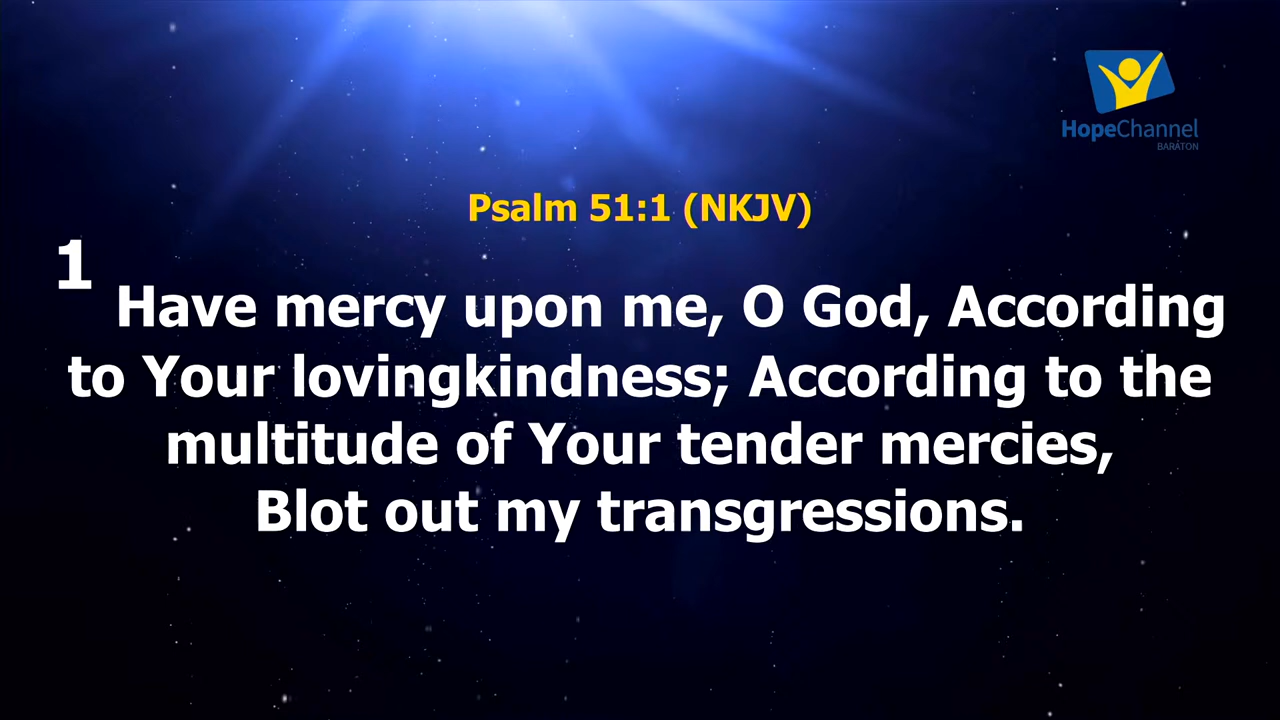 HopeChannel
BARATON
Psalm 51:1 (NKJV)
1
Have mercy upon me, O God, According
to Your lovingkindness; According to the
multitude of Your tender mercies,
Blot out my transgressions.